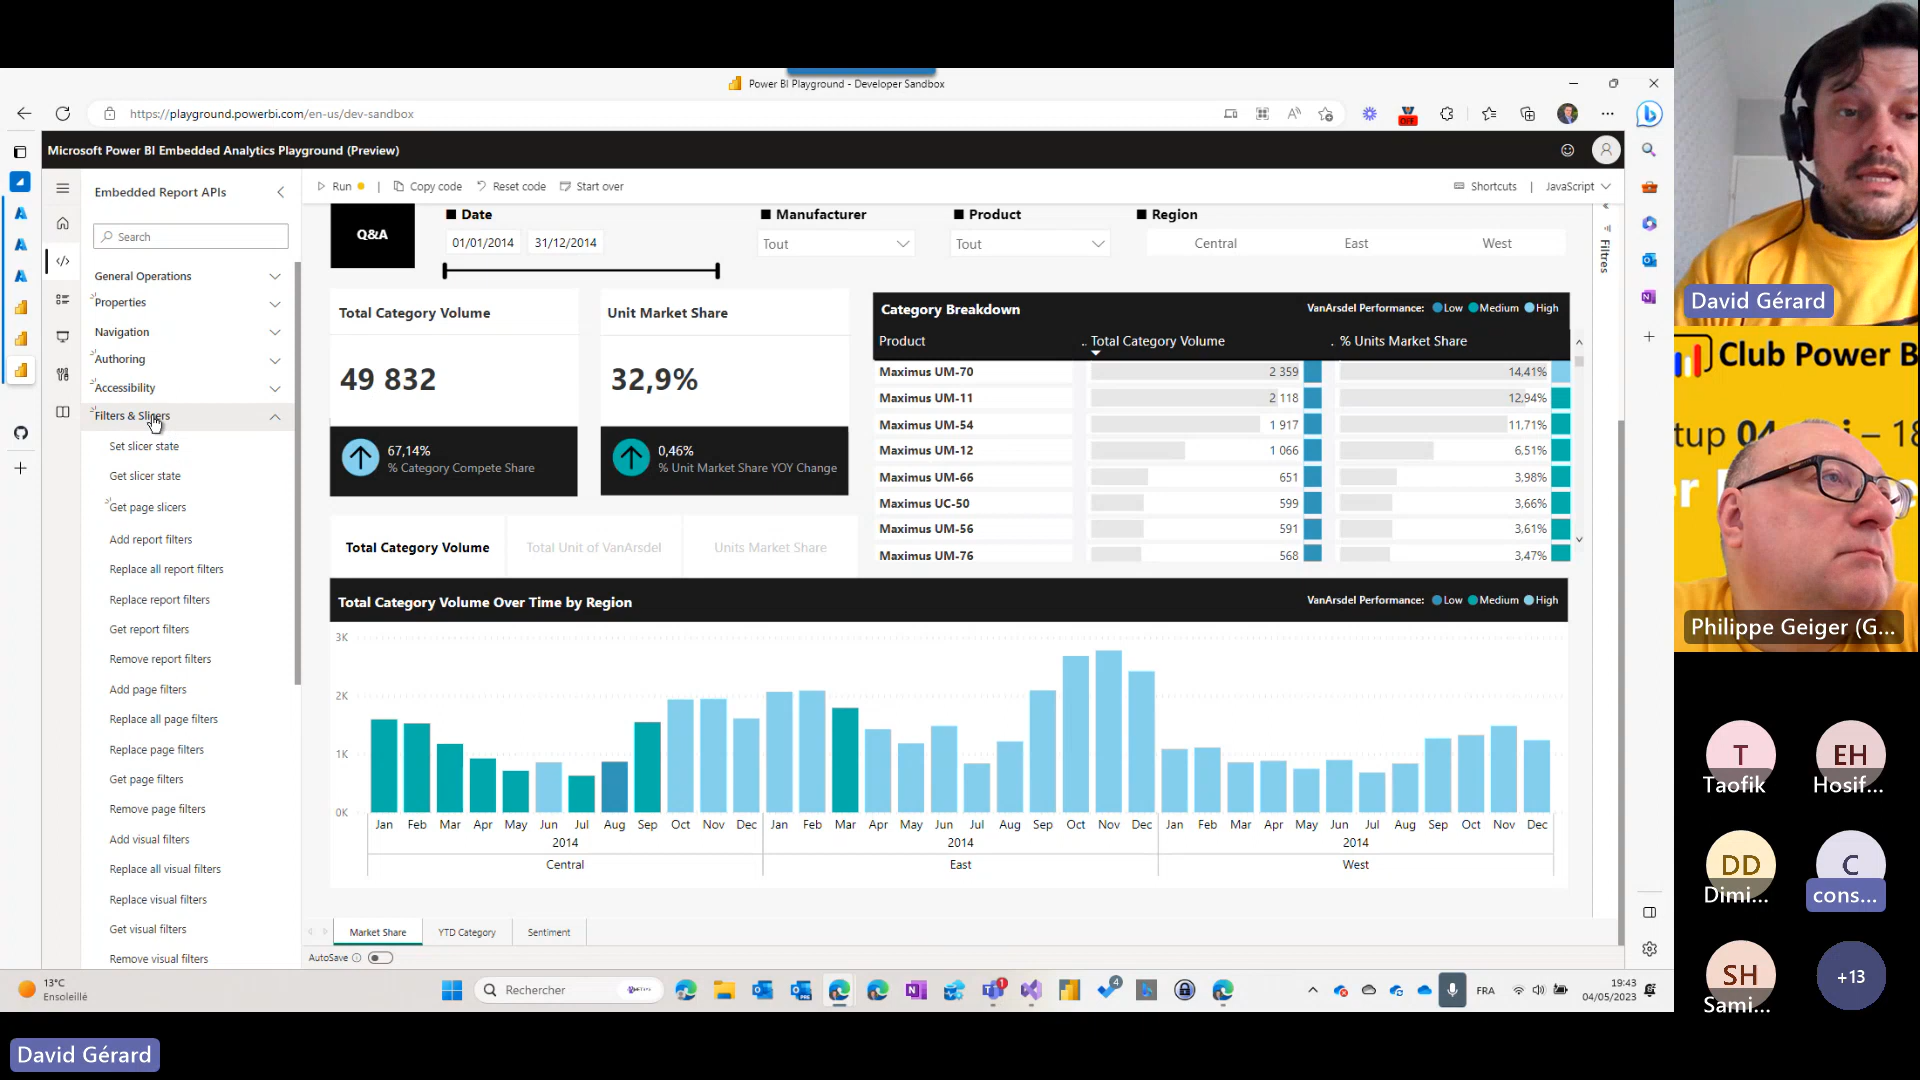 Power BI Playground - Developer Sandbox
https://playground.powerbi.com/en-us/dev-sandbox
OFF
Microsoft Power BI Embedded Analytics Playground (Preview)
Embedded Report APIs
Run
Copy code
Reset code
Start over
Shortcuts
JavaScript
Search
General Operations
Properties
Navigation
Authoring
Accessibility
Filters & Slicers
Set slicer state
Get slicer state
Get page slicers
Add report filters
Replace all report filters
Replace report filters
Get report filters
Remove report filters
Add page filters
Replace all page filters
Replace page filters
Get page filters
Remove page filters
Add visual filters
Replace all visual filters
Replace visual filters
Get visual filters
Remove visual filters
Q&A
Date
01/01/2014 31/12/2014
Manufacturer
Tout
Product
Tout
Region
Central East West
Filtres
Total Category Volume
49 832
67,14%
% Category Compete Share
Unit Market Share
32,9%
0,46%
% Unit Market Share YOY Change
Category Breakdown
VanArsdel Performance: Low Medium High
Product .. Total Category Volume . % Units Market Share
Maximus UM-70 2 359 14,41%
Maximus UM-11 2 118 12,94%
Maximus UM-54 1 917 11,71%
Maximus UM-12 1 066 6,51%
Maximus UM-66 651 3,98%
Maximus UC-50 599 3,66%
Maximus UM-56 591 3,61%
Maximus UM-76 568 3,47%
Total Category Volume Total Unit of VanArsdel Units Market Share
Total Category Volume Over Time by Region
VanArsdel Performance: Low Medium High
3K
2K
1K
0K
Jan Feb Mar Apr May Jun Jul Aug Sep Oct Nov Dec Jan Feb Mar Apr May Jun Jul Aug Sep Oct Nov Dec Jan Feb Mar Apr May Jun Jul Aug Sep Oct Nov Dec
2014 2014 2014
Central East West
Market Share YTD Category Sentiment
AutoSave
13°C
Ensoleillé
Rechercher
1
4
FRA
19:43
04/05/2023
David Gérard
Club Power B
tup 04
– 18
Philippe Geiger (G...
T
Taofik
EH
Hosif...
DD
Dimi...
C
cons...
SH
Sami...
+13
David Gérard